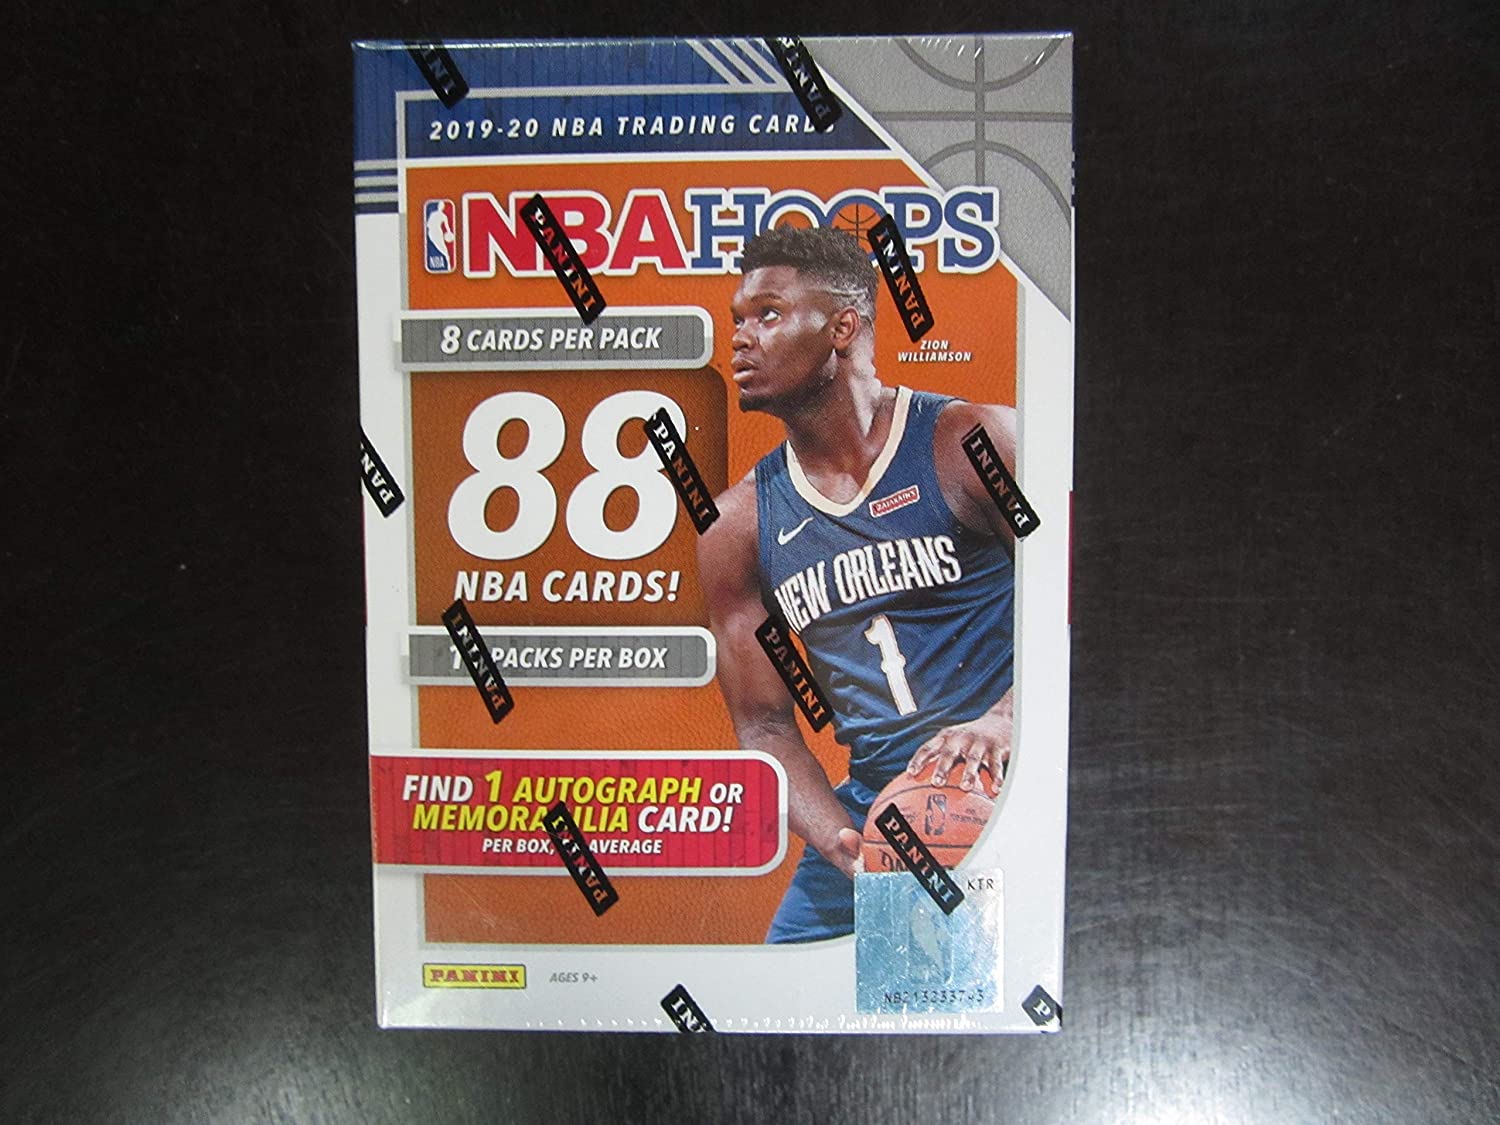 2019-20 NBA TRADING CARDS
NBA HOOPS
NBA
8 CARDS PER PACK
ZION
WILLIAMSON
88
NBA CARDS!
NEW ORLEANS
1
PACKS PER BOX
FIND 1 AUTOGRAPH OR
MEMORABILIA CARD!
PER BOX, AVERAGE
KTR
PANINI
AGES 9+
PANINI
PANINI
PANINI
PANINI
PANINI
PANINI
PANINI
PANINI
PANINI